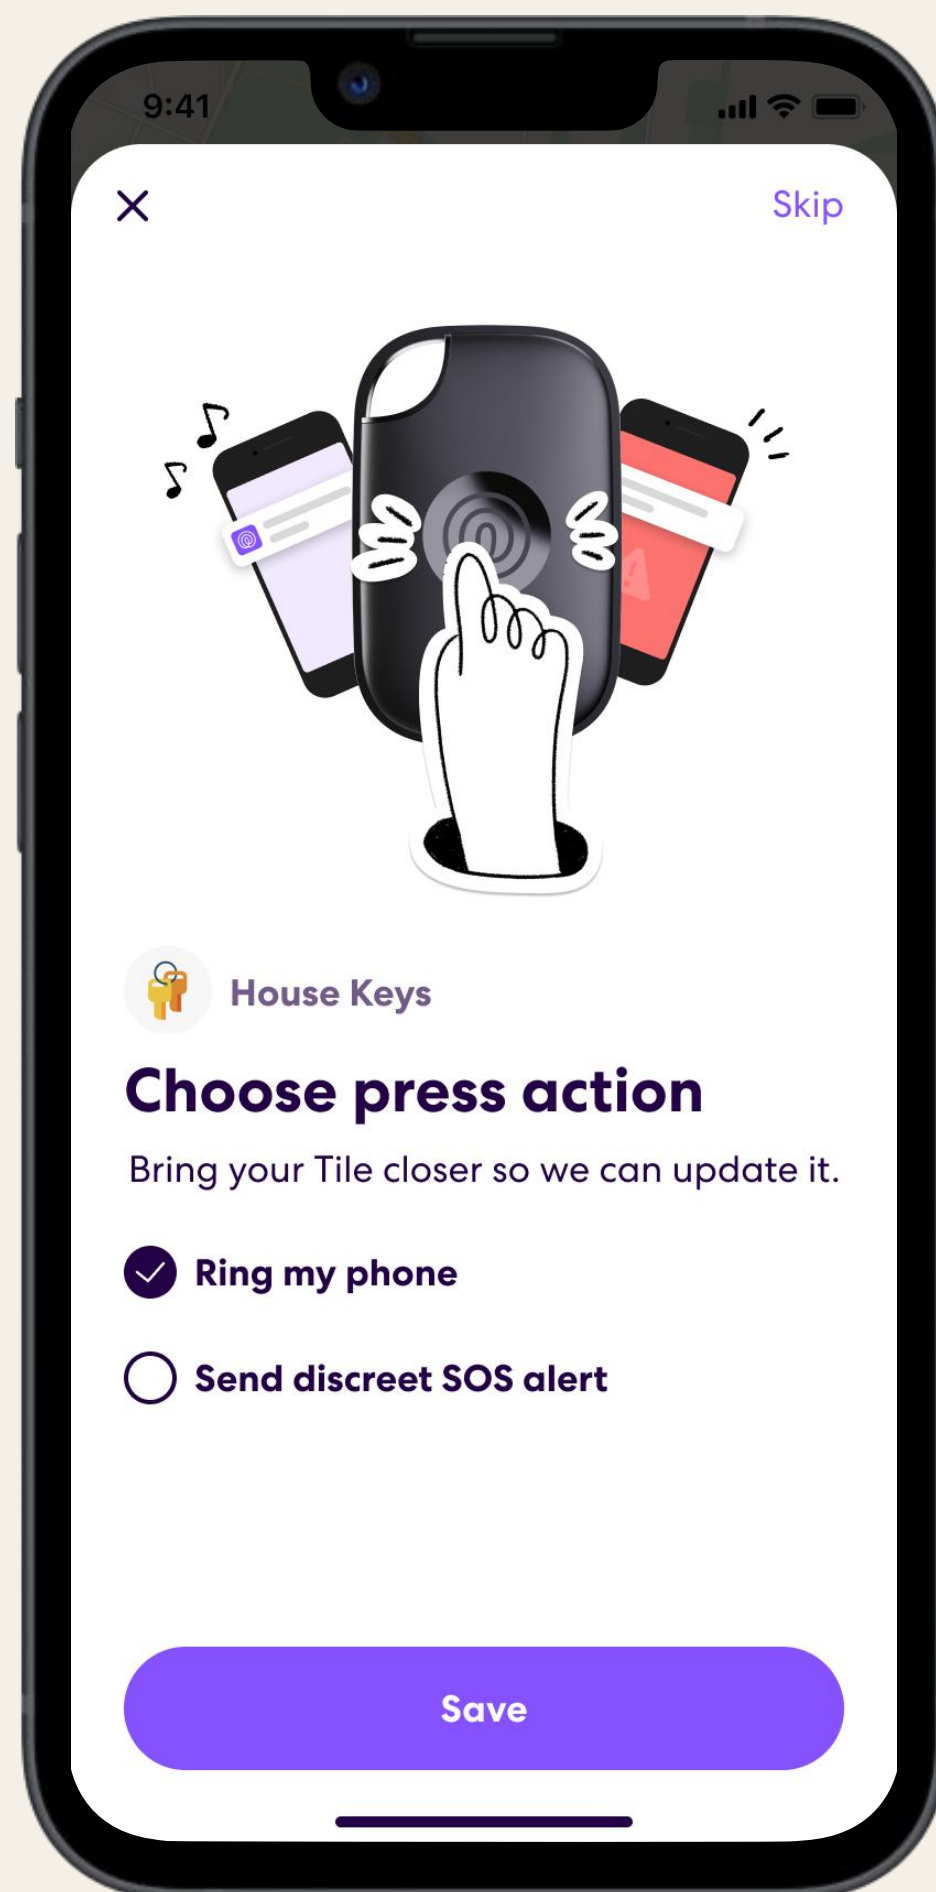 9:41
Skip
House Keys
Choose press action
Bring your Tile closer so we can update it.
Ring my phone
Send discreet SOS alert
Save